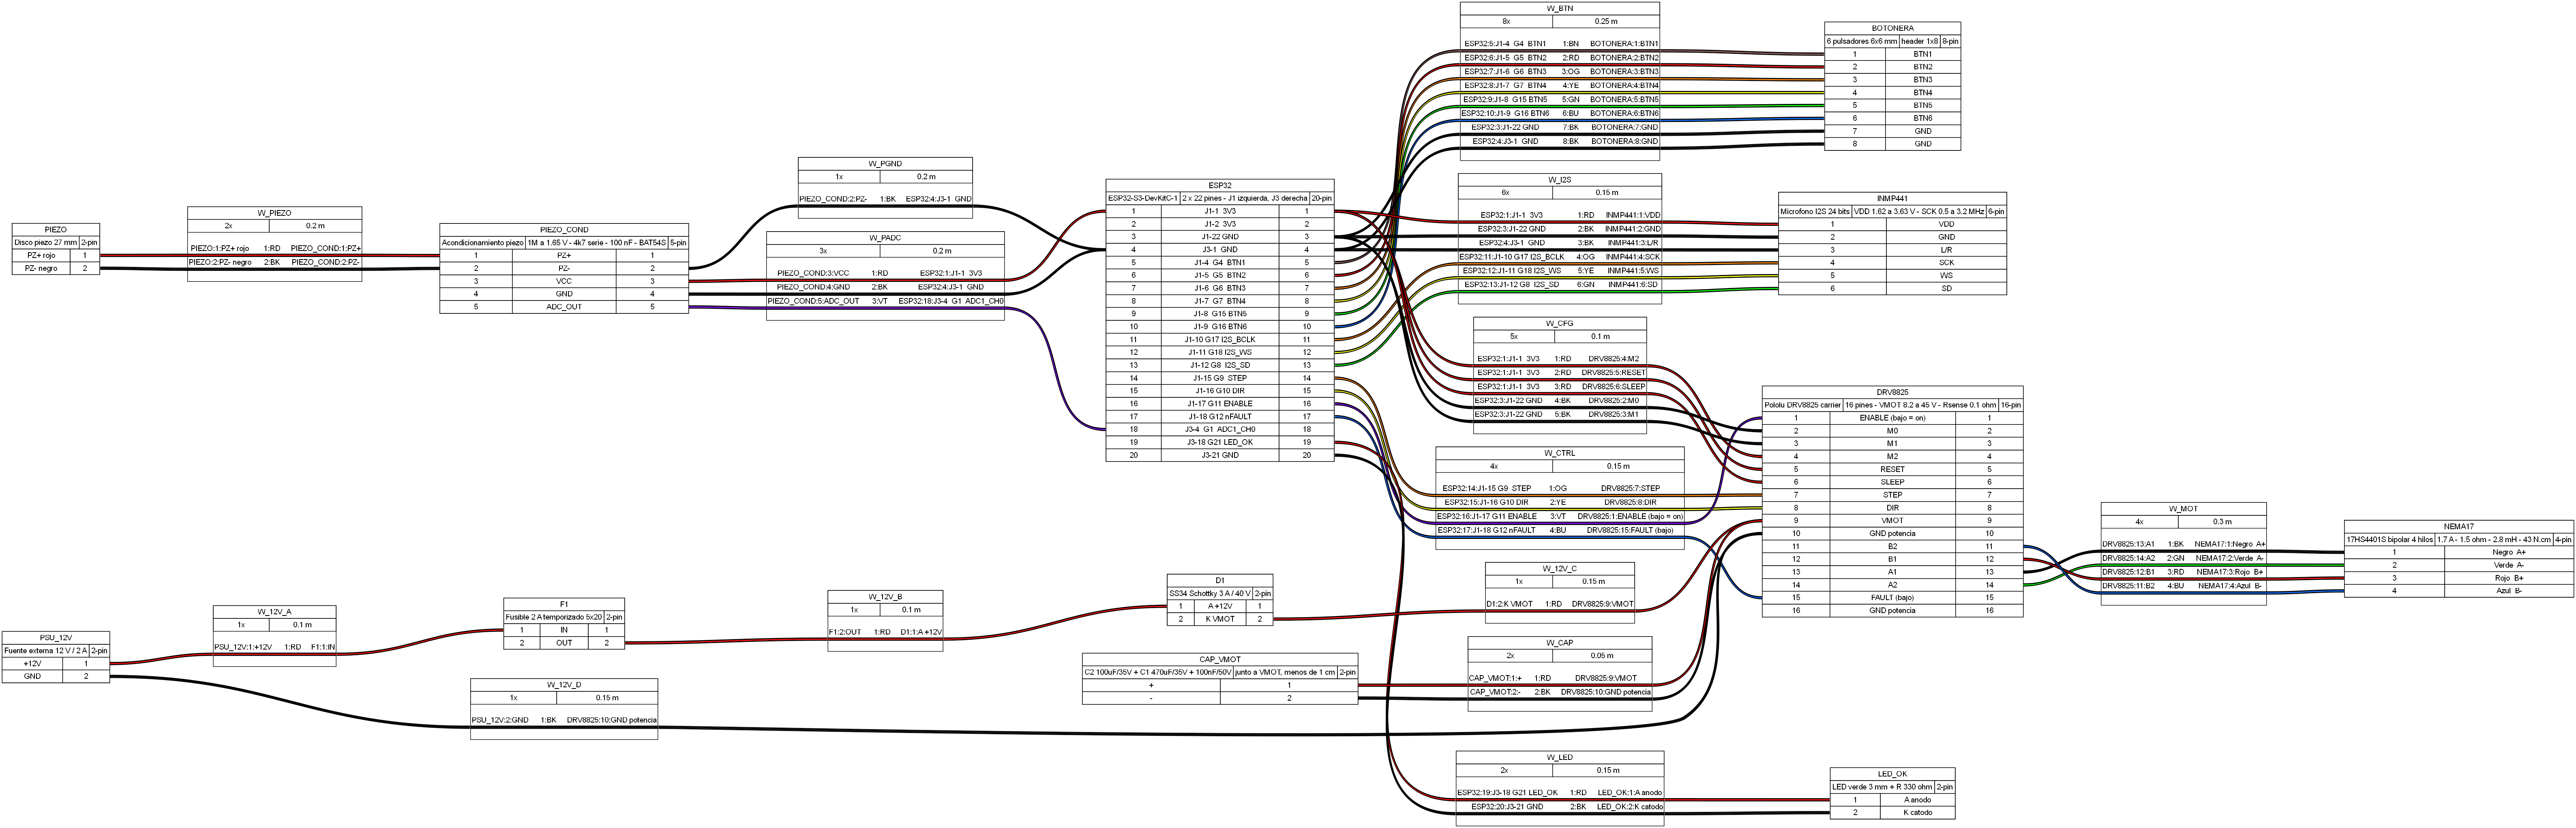 W_BTN
8x 0.25 m
ESP32:5:J1-4 G4 BTN1 1:BN BOTONERA:1:BTN1
ESP32:6:J1-5 G5 BTN2 2:RD BOTONERA:2:BTN2
ESP32:7:J1-6 G6 BTN3 3:OG BOTONERA:3:BTN3
ESP32:8:J1-7 G7 BTN4 4:YE BOTONERA:4:BTN4
ESP32:9:J1-8 G15 BTN5 5:GN BOTONERA:5:BTN5
ESP32:10:J1-9 G16 BTN6 6:BU BOTONERA:6:BTN6
ESP32:3:J1-22 GND 7:BK BOTONERA:7:GND
ESP32:4:J3-1 GND 8:BK BOTONERA:8:GND
BOTONERA
6 pulsadores 6x6 mm header 1x8 8-pin
1 BTN1
2 BTN2
3 BTN3
4 BTN4
5 BTN5
6 BTN6
7 GND
8 GND
W_PGND
1x 0.2 m
PIEZO_COND:2:PZ- 1:BK ESP32:4:J3-1 GND
PIEZO
Disco piezo 27 mm 2-pin
PZ+ rojo 1
PZ- negro 2
W_PIEZO
2x 0.2 m
PIEZO:1:PZ+ rojo 1:RD PIEZO_COND:1:PZ+
PIEZO:2:PZ- negro 2:BK PIEZO_COND:2:PZ-
PIEZO_COND
Acondicionamiento piezo 1M a 1.65 V - 4k7 serie - 100 nF - BAT54S 5-pin
1 PZ+ 1
2 PZ- 2
3 VCC 3
4 GND 4
5 ADC_OUT 5
W_PADC
3x 0.2 m
PIEZO_COND:3:VCC 1:RD ESP32:1:J1-1 3V3
PIEZO_COND:4:GND 2:BK ESP32:4:J3-1 GND
PIEZO_COND:5:ADC_OUT 3:VT ESP32:18:J3-4 G1 ADC1_CH0
ESP32
ESP32-S3-DevKitC-1 2 x 22 pines - J1 izquierda, J3 derecha 20-pin
1 J1-1 3V3 1
2 J1-2 3V3 2
3 J1-22 GND 3
4 J3-1 GND 4
5 J1-4 G4 BTN1 5
6 J1-5 G5 BTN2 6
7 J1-6 G6 BTN3 7
8 J1-7 G7 BTN4 8
9 J1-8 G15 BTN5 9
10 J1-9 G16 BTN6 10
11 J1-10 G17 I2S_BCLK 11
12 J1-11 G18 I2S_WS 12
13 J1-12 G8 I2S_SD 13
14 J1-15 G9 STEP 14
15 J1-16 G10 DIR 15
16 J1-17 G11 ENABLE 16
17 J1-18 G12 nFAULT 17
18 J3-4 G1 ADC1_CH0 18
19 J3-18 G21 LED_OK 19
20 J3-21 GND 20
W_I2S
6x 0.15 m
ESP32:1:J1-1 3V3 1:RD INMP441:1:VDD
ESP32:3:J1-22 GND 2:BK INMP441:2:GND
ESP32:4:J3-1 GND 3:BK INMP441:3:L/R
ESP32:11:J1-10 G17 I2S_BCLK 4:OG INMP441:4:SCK
ESP32:12:J1-11 G18 I2S_WS 5:YE INMP441:5:WS
ESP32:13:J1-12 G8 I2S_SD 6:GN INMP441:6:SD
INMP441
Microfono I2S 24 bits VDD 1.62 a 3.63 V - SCK 0.5 a 3.2 MHz 6-pin
1 VDD
2 GND
3 L/R
4 SCK
5 WS
6 SD
W_CFG
5x 0.1 m
ESP32:1:J1-1 3V3 1:RD DRV8825:4:M2
ESP32:1:J1-1 3V3 2:RD DRV8825:5:RESET
ESP32:1:J1-1 3V3 3:RD DRV8825:6:SLEEP
ESP32:3:J1-22 GND 4:BK DRV8825:2:M0
ESP32:3:J1-22 GND 5:BK DRV8825:3:M1
W_CTRL
4x 0.15 m
ESP32:14:J1-15 G9 STEP 1:OG DRV8825:7:STEP
ESP32:15:J1-16 G10 DIR 2:YE DRV8825:8:DIR
ESP32:16:J1-17 G11 ENABLE 3:VT DRV8825:1:ENABLE (bajo = on)
ESP32:17:J1-18 G12 nFAULT 4:BU DRV8825:15:FAULT (bajo)
DRV8825
Pololu DRV8825 carrier 16 pines - VMOT 8.2 a 45 V - Rsense 0.1 ohm 16-pin
1 ENABLE (bajo = on) 1
2 M0 2
3 M1 3
4 M2 4
5 RESET 5
6 SLEEP 6
7 STEP 7
8 DIR 8
9 VMOT 9
10 GND potencia 10
11 B2 11
12 B1 12
13 A1 13
14 A2 14
15 FAULT (bajo) 15
16 GND potencia 16
W_MOT
4x 0.3 m
DRV8825:13:A1 1:BK NEMA17:1:Negro A+
DRV8825:14:A2 2:GN NEMA17:2:Verde A-
DRV8825:12:B1 3:RD NEMA17:3:Rojo B+
DRV8825:11:B2 4:BU NEMA17:4:Azul B-
NEMA17
17HS4401S bipolar 4 hilos 1.7 A - 1.5 ohm - 2.8 mH - 43 N.cm 4-pin
1 Negro A+
2 Verde A-
3 Rojo B+
4 Azul B-
PSU_12V
Fuente externa 12 V / 2 A 2-pin
+12V 1
GND 2
W_12V_A
1x 0.1 m
PSU_12V:1:+12V 1:RD F1:1:IN
F1
Fusible 2 A temporizado 5x20 2-pin
1 IN 1
2 OUT 2
W_12V_B
1x 0.1 m
F1:2:OUT 1:RD D1:1:A +12V
D1
SS34 Schottky 3 A / 40 V 2-pin
1 A +12V 1
2 K VMOT 2
W_12V_C
1x 0.15 m
D1:2:K VMOT 1:RD DRV8825:9:VMOT
W_12V_D
1x 0.15 m
PSU_12V:2:GND 1:BK DRV8825:10:GND potencia
CAP_VMOT
C2 100uF/35V + C1 470uF/35V + 100nF/50V junto a VMOT, menos de 1 cm 2-pin
+ 1
- 2
W_CAP
2x 0.05 m
CAP_VMOT:1:+ 1:RD DRV8825:9:VMOT
CAP_VMOT:2:- 2:BK DRV8825:10:GND potencia
W_LED
2x 0.15 m
ESP32:19:J3-18 G21 LED_OK 1:RD LED_OK:1:A anodo
ESP32:20:J3-21 GND 2:BK LED_OK:2:K catodo
LED_OK
LED verde 3 mm + R 330 ohm 2-pin
1 A anodo
2 K catodo